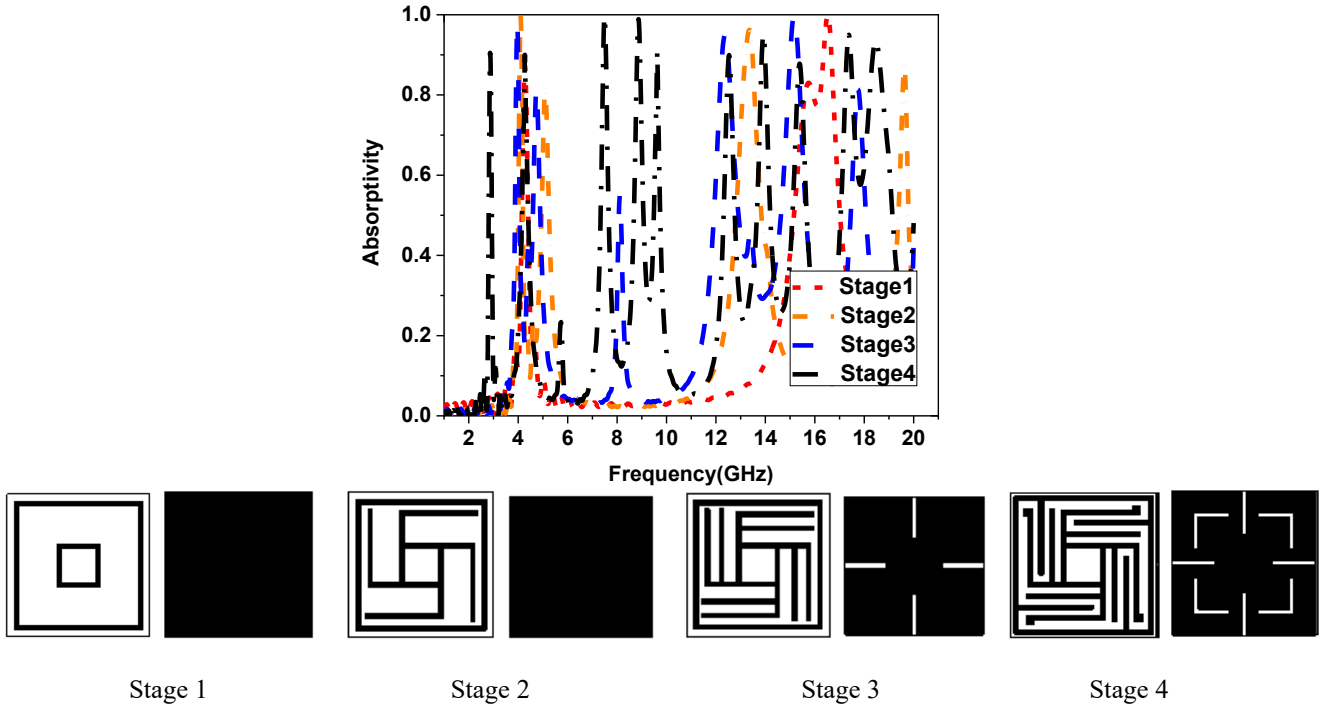 1.0
0.8
0.6
0.4
0.2
0.0
Absorptivity
Stage1
Stage2
Stage3
Stage4
2 4 6 8 10 12 14 16 18 20
Frequency(GHz)
Stage 1 Stage 2 Stage 3 Stage 4